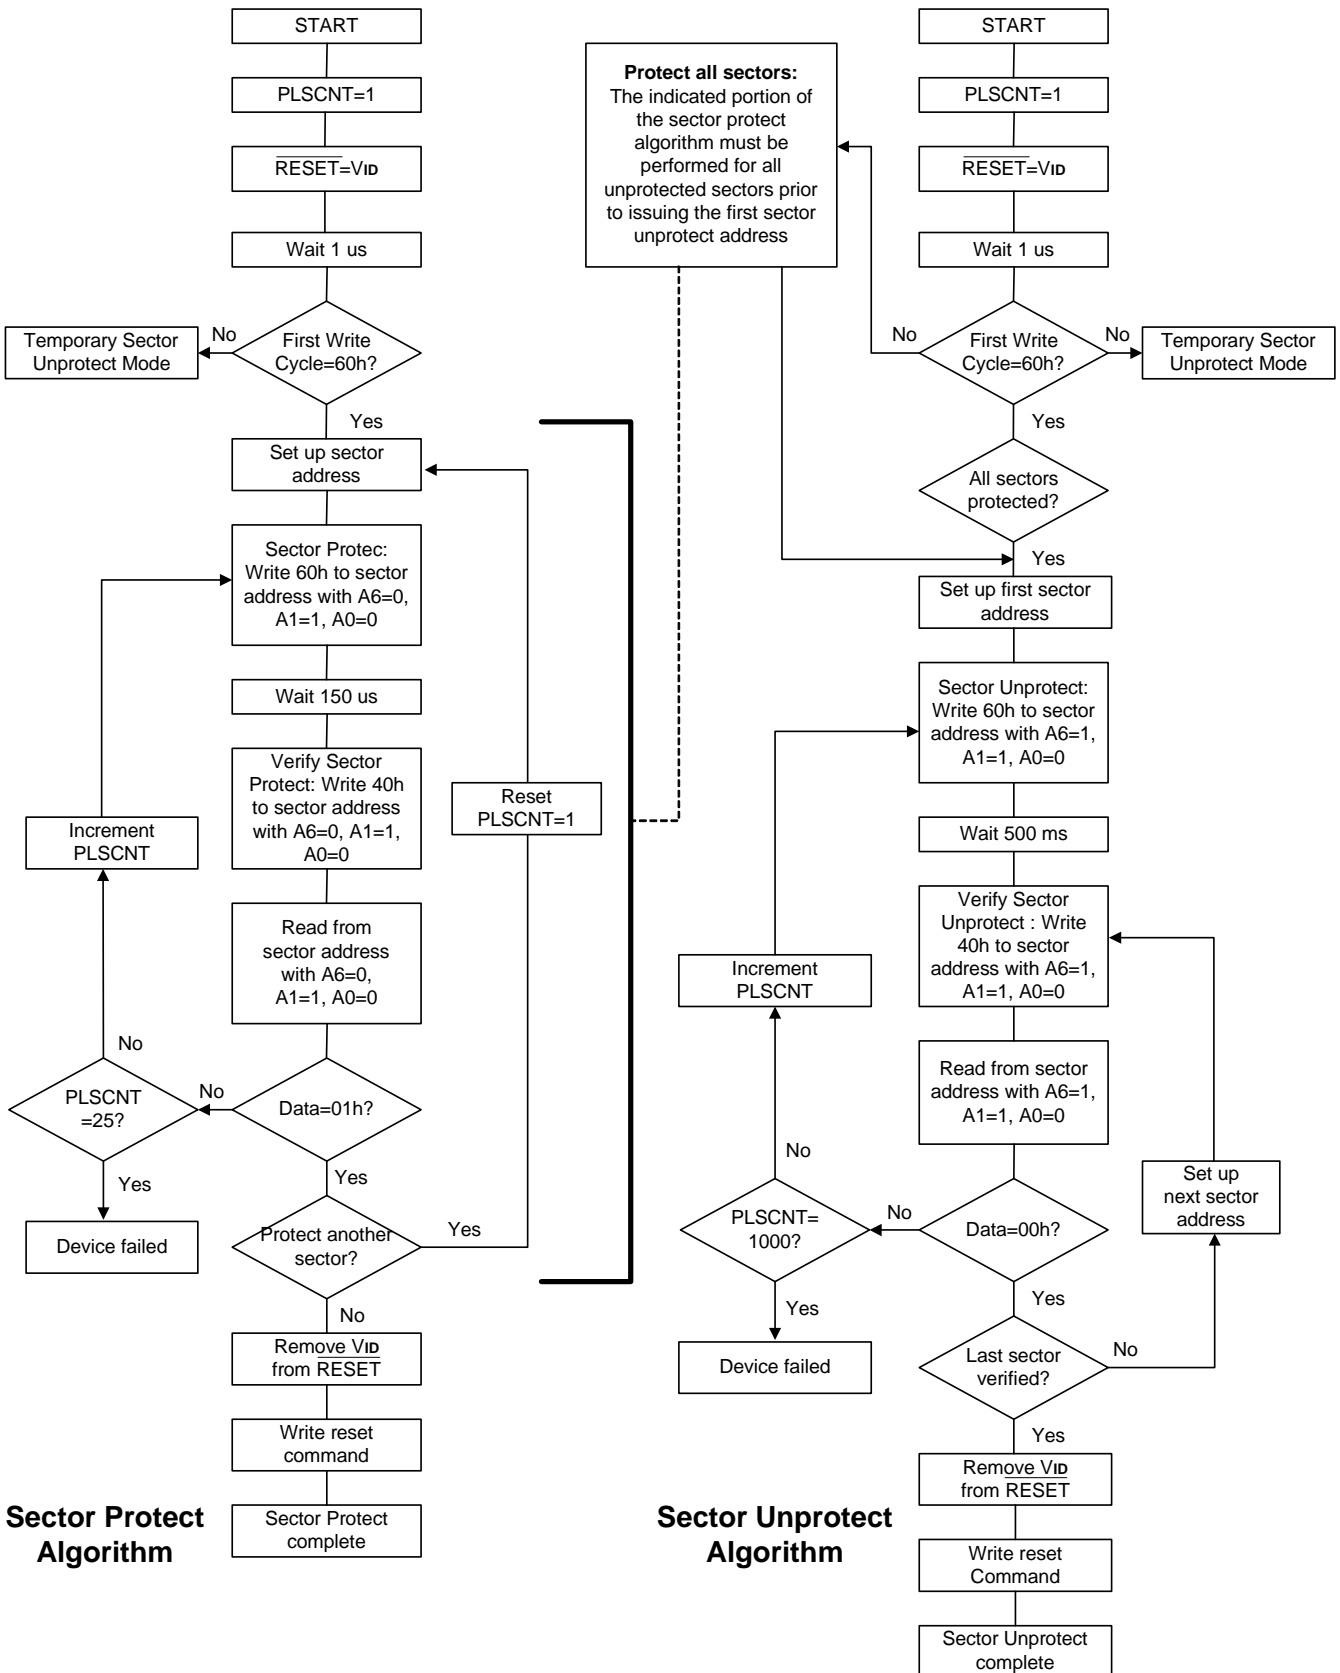 START
PLSCNT=1
RESET=VID
Wait 1 us
First Write
Cycle=60h?
No
Temporary Sector
Unprotect Mode
Yes
Set up sector
address
Sector Protec:
Write 60h to sector
address with A6=0,
A1=1, A0=0
Wait 150 us
Verify Sector
Protect: Write 40h
to sector address
with A6=0, A1=1,
A0=0
Reset
PLSCNT=1
Increment
PLSCNT
Read from
sector address
with A6=0,
A1=1, A0=0
No
PLSCNT
=25?
No
Data=01h?
Yes
Yes
Device failed
Protect another
sector?
Yes
No
Remove VID
from RESET
Write reset
command
Sector Protect
complete
Sector Protect
Algorithm
Protect all sectors:
The indicated portion of
the sector protect
algorithm must be
performed for all
unprotected sectors prior
to issuing the first sector
unprotect address
START
PLSCNT=1
RESET=VID
Wait 1 us
No
First Write
Cycle=60h?
No
Temporary Sector
Unprotect Mode
Yes
All sectors
protected?
Yes
Set up first sector
address
Sector Unprotect:
Write 60h to sector
address with A6=1,
A1=1, A0=0
Wait 500 ms
Verify Sector
Unprotect : Write
40h to sector
address with A6=1,
A1=1, A0=0
Increment
PLSCNT
Read from sector
address with A6=1,
A1=1, A0=0
No
Set up
next sector
address
PLSCNT=
1000?
No
Data=00h?
Yes
Yes
Device failed
Last sector
verified?
No
Yes
Remove VID
from RESET
Write reset
Command
Sector Unprotect
complete
Sector Unprotect
Algorithm